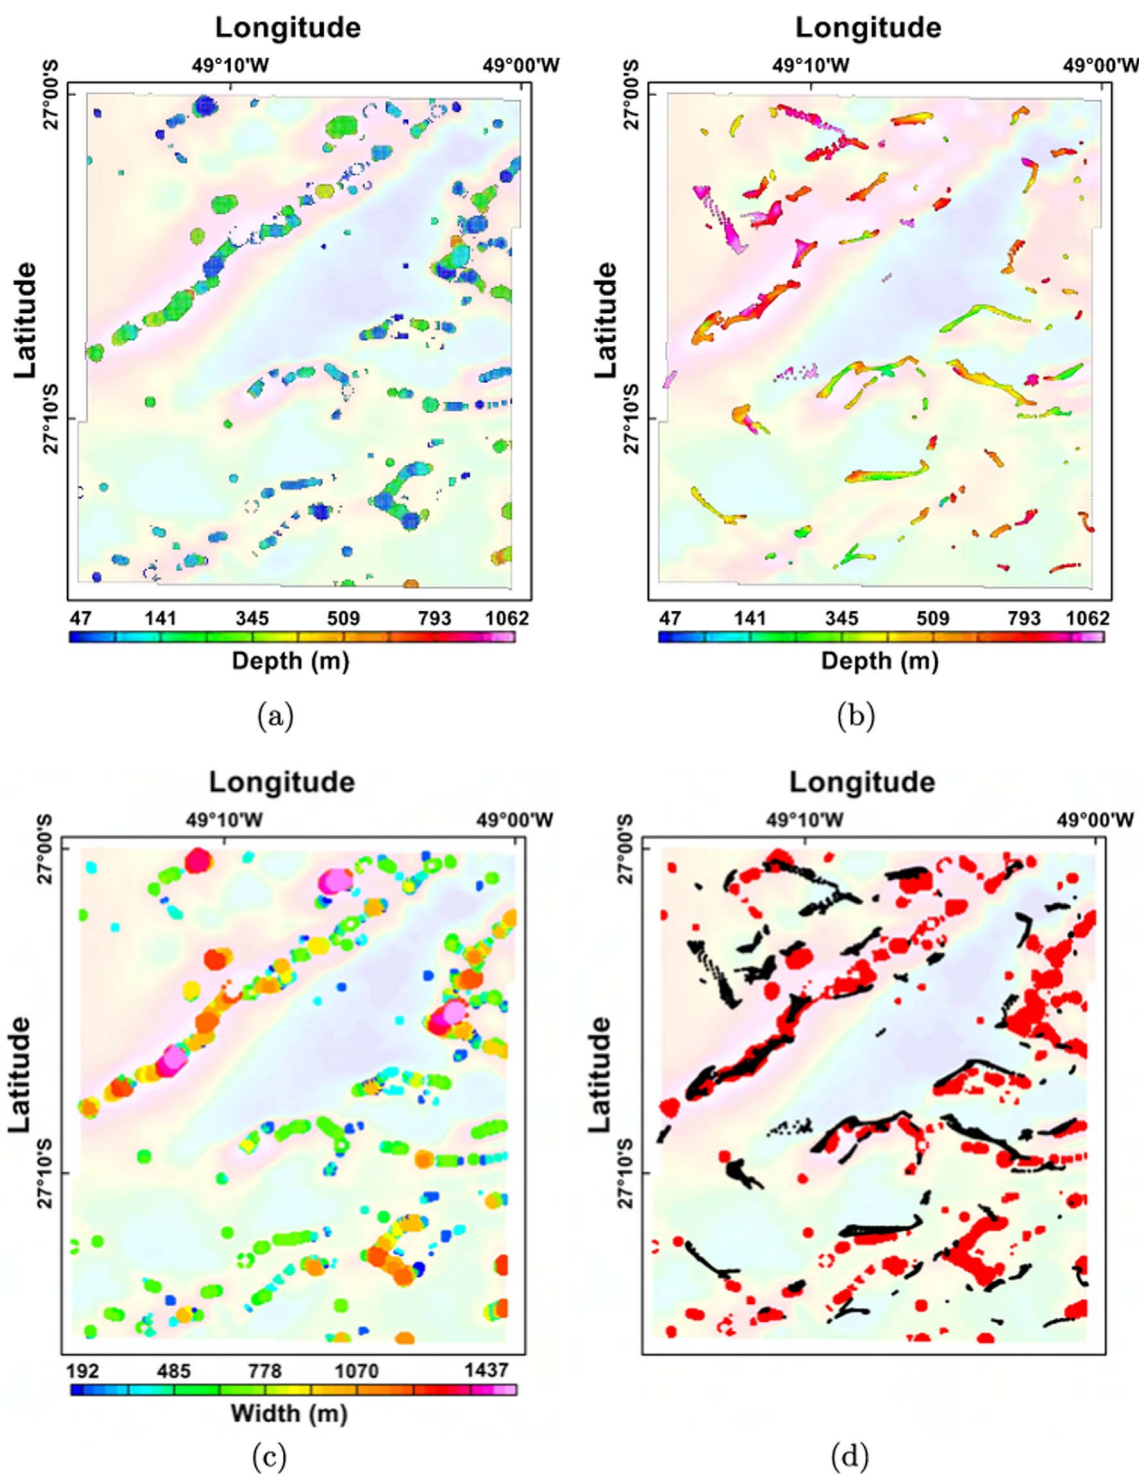 Longitude
Longitude
49°10'W 49°00'W
49°10'W 49°00'W
27°00'S
27°00'S
Latitude
Latitude
27°10'S
27°10'S
47 141 345 509 793 1062
47 141 345 509 793 1062
Depth (m)
Depth (m)
(a)
(b)
Longitude
Longitude
49°10'W 49°00'W
49°10'W 49°00'W
27°00'S
27°00'S
Latitude
Latitude
27°10'S
27°10'S
192 485 778 1070 1437
Width (m)
(c)
(d)